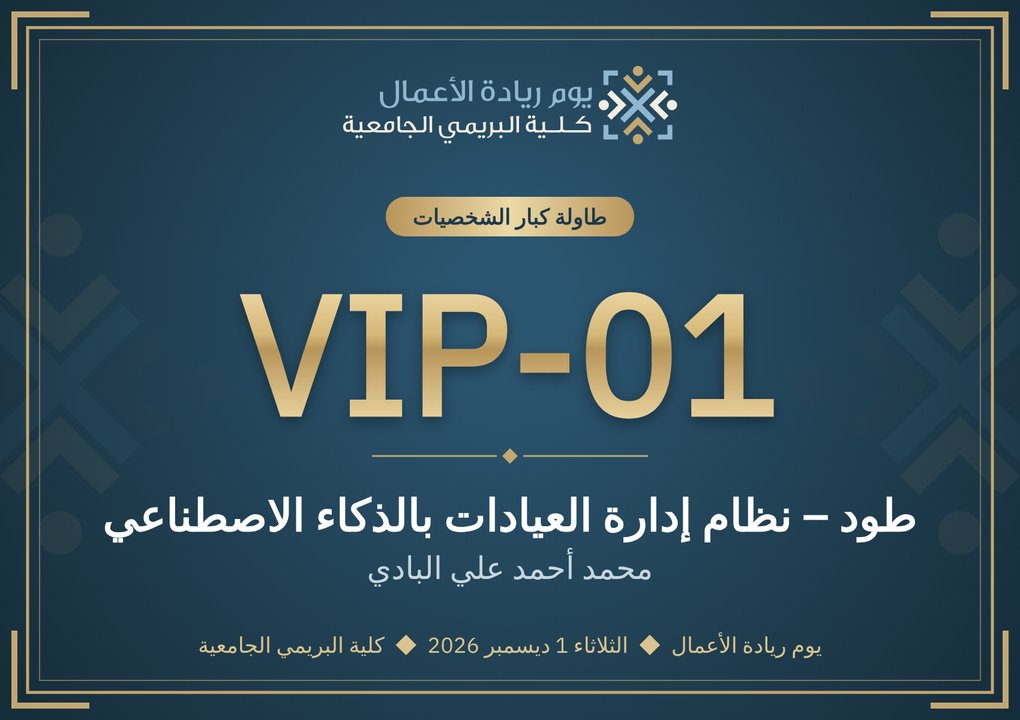 يوم ريادة الأعمال
كلية البريمي الجامعية
طاولة كبار الشخصيات
VIP-01
طود – نظام إدارة العيادات بالذكاء الاصطناعي
محمد أحمد علي البادي
يوم ريادة الأعمال ◆ الثلاثاء 1 ديسمبر 2026 ◆ كلية البريمي الجامعية